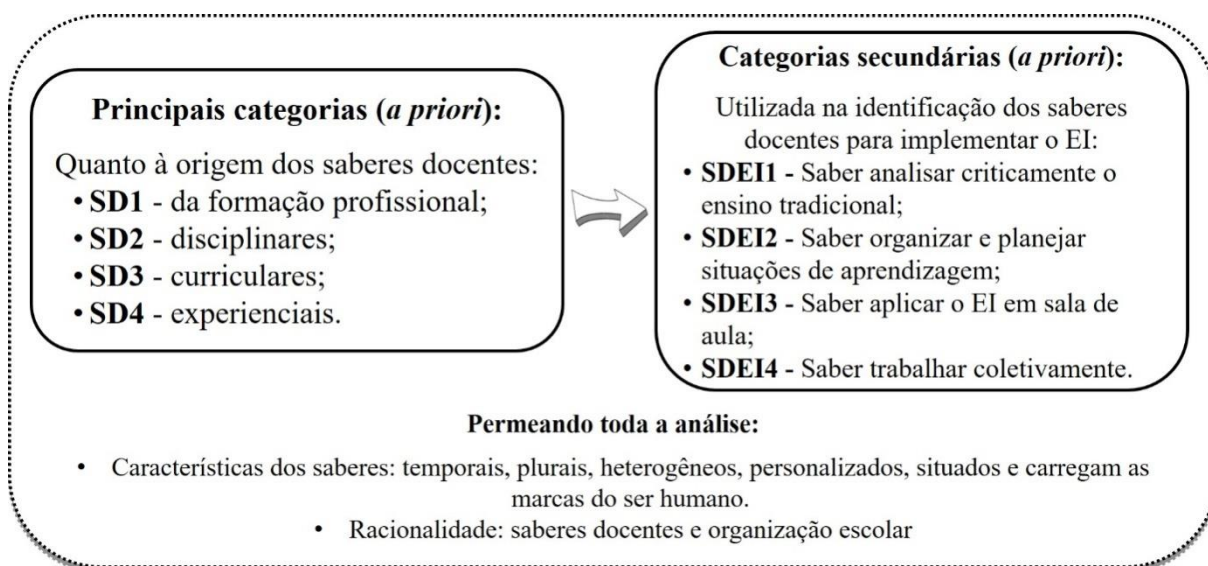 Principais categorias (a priori):
Quanto à origem dos saberes docentes:
• SD1 - da formação profissional;
• SD2 - disciplinares;
• SD3 - curriculares;
• SD4 - experienciais.
Categorias secundárias (a priori):
Utilizada na identificação dos saberes
docentes para implementar o EI:
• SDEI1 - Saber analisar criticamente o
ensino tradicional;
• SDEI2 - Saber organizar e planejar
situações de aprendizagem;
• SDEI3 - Saber aplicar o EI em sala de
aula;
• SDEI4 - Saber trabalhar coletivamente.
Permeando toda a análise:
• Características dos saberes: temporais, plurais, heterogêneos, personalizados, situados e carregam as
marcas do ser humano.
• Racionalidade: saberes docentes e organização escolar